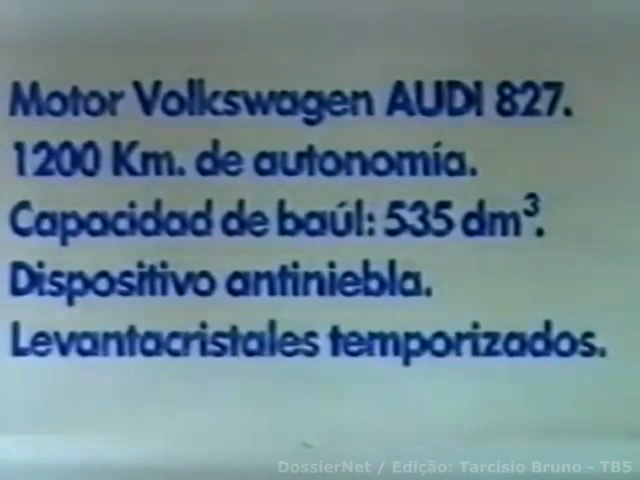 Motor Volkswagen AUDI 827.
1200 Km. de autonomía.
Capacidad de baúl: 535 dm³.
Dispositivo antiniebla.
Levantacristales temporizados.
DossierNet / Edição: Tarcísio Bruno - TB5